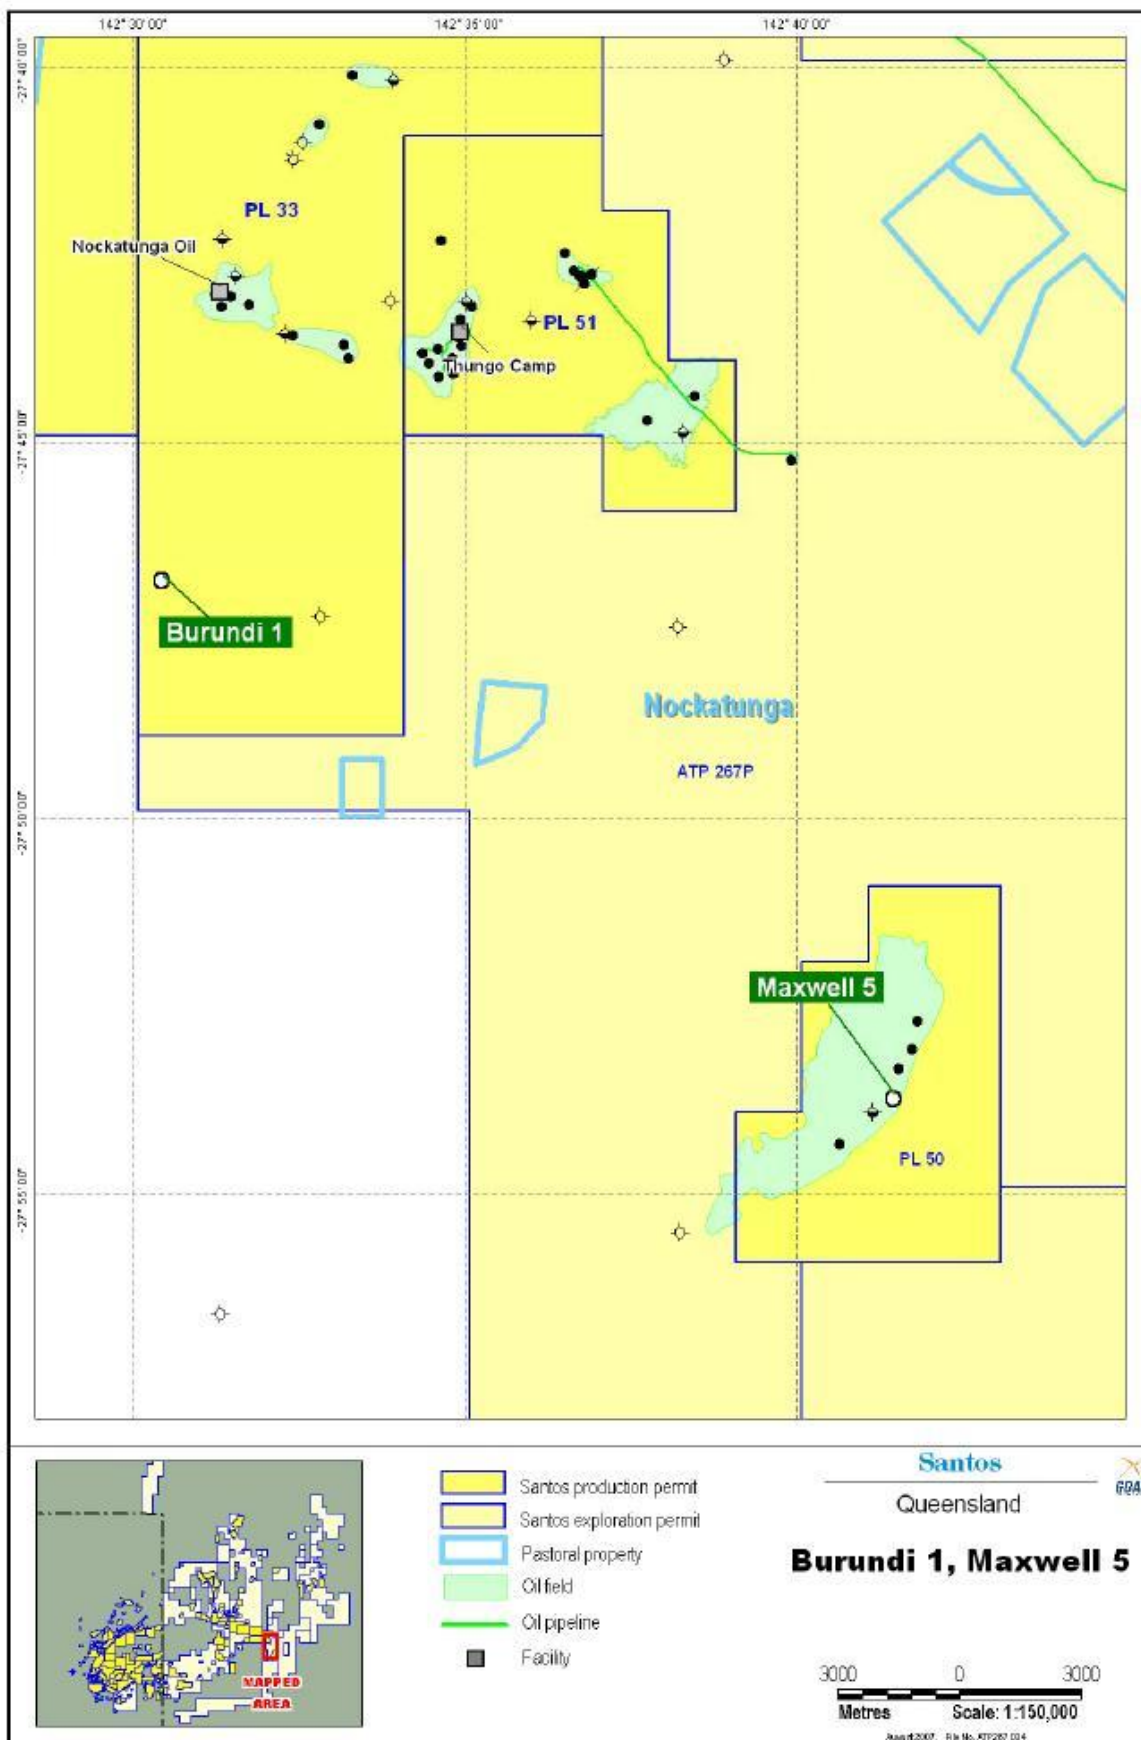 142° 30' 00"
142° 35' 00"
142° 40' 00"
-27° 40' 00"
PL 33
Nockatunga Oil
PL 51
Thungo Camp
-27° 45' 00"
Burundi 1
Nockatunga
ATP 267P
-27° 50' 00"
Maxwell 5
PL 50
-27° 55' 00"
MAPPED
AREA
Santos production permit
Santos exploration permit
Pastoral property
Oil field
Oil pipeline
Facility
Santos
Queensland
Burundi 1, Maxwell 5
3000 0 3000
Metres Scale: 1:150,000
August 2007